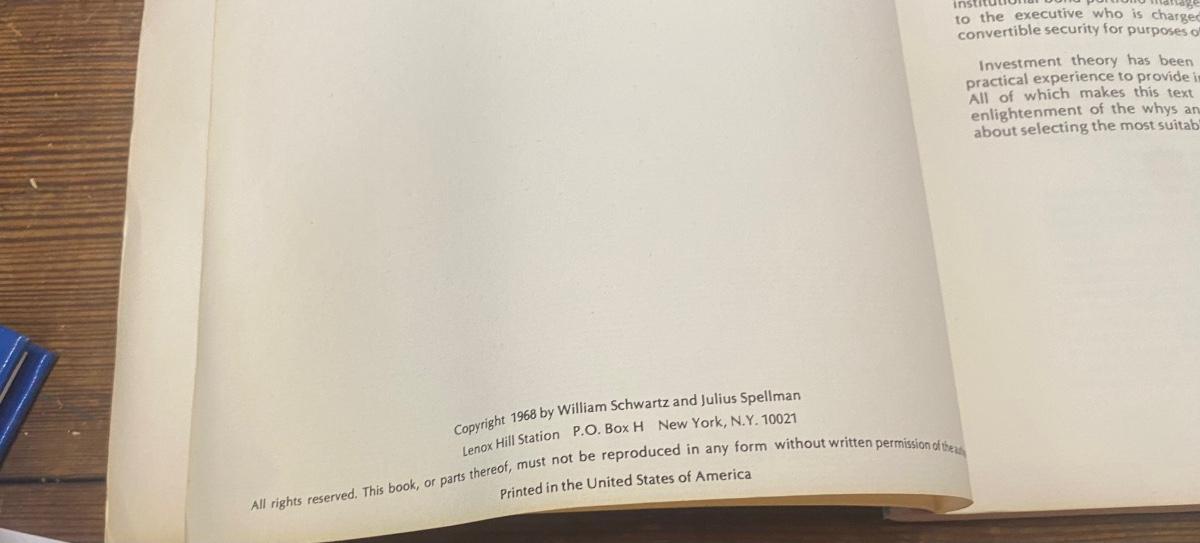 Copyright 1968 by William Schwartz and Julius Spellman
Lenox Hill Station P.O. Box H New York, N.Y. 10021
All rights reserved. This book, or parts thereof, must not be reproduced in any form without written permission of the
Printed in the United States of America
to the executive who is charged
convertible security for purposes of
Investment theory has been
practical experience to provide
All of which makes this text
enlightenment of the whys
about selecting the most